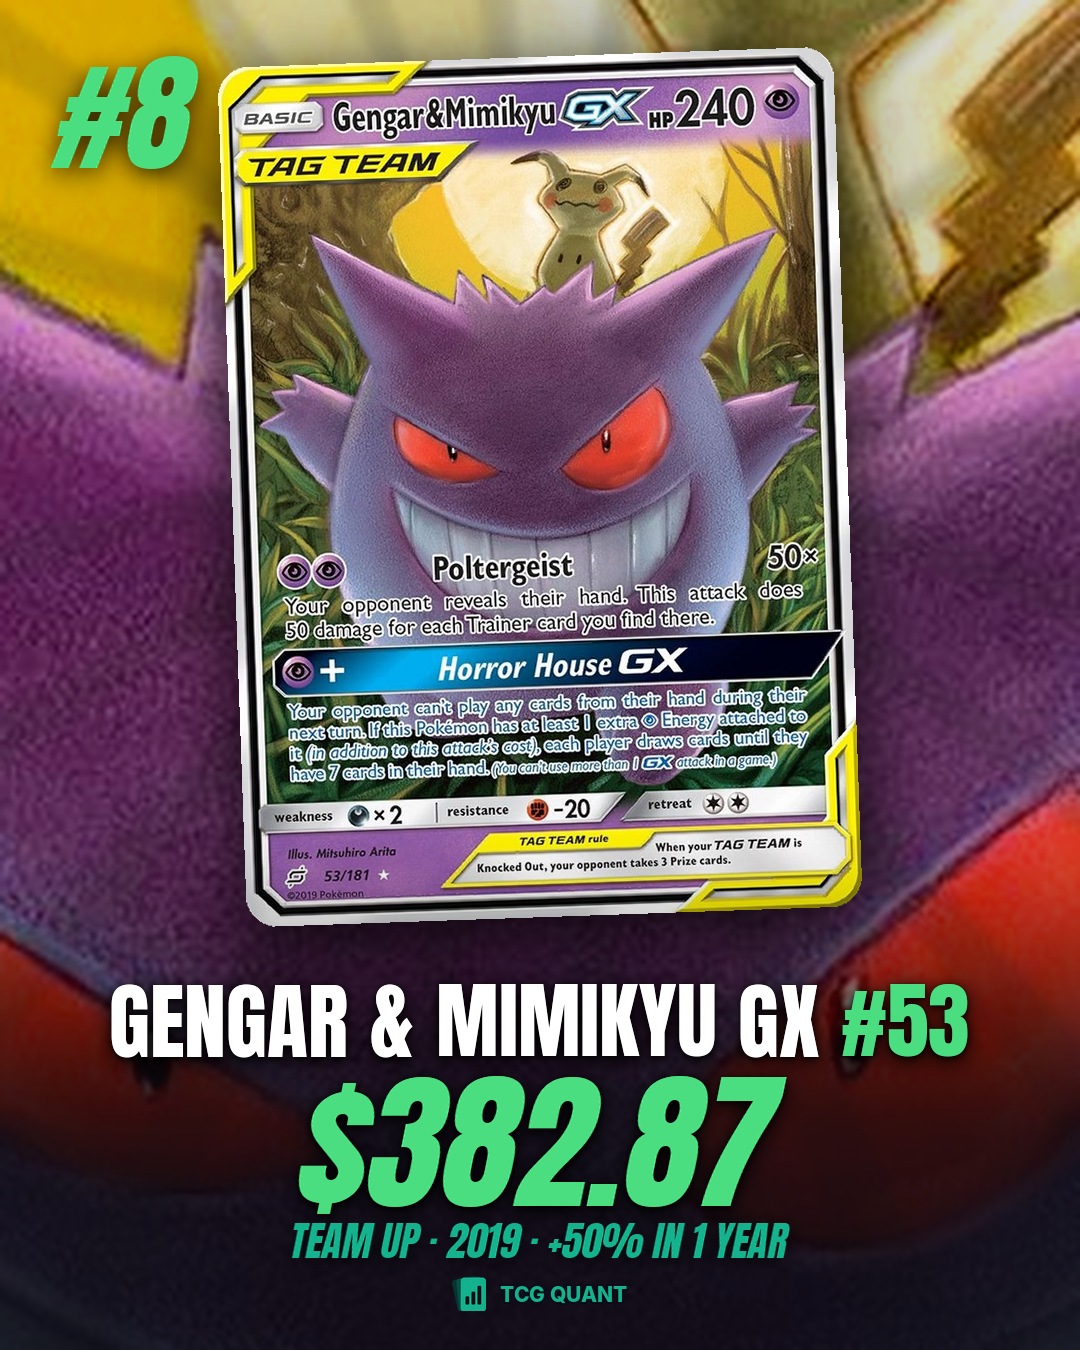 #8
BASIC Gengar&Mimikyu GX HP 240
TAG TEAM
Poltergeist 50×
Your opponent reveals their hand. This attack does
50 damage for each Trainer card you find there.
+ Horror House GX
Your opponent can't play any cards from their hand during their
next turn. If this Pokémon has at least 1 extra Energy attached to
it (in addition to this attack's cost), each player draws cards until they
have 7 cards in their hand. (You can't use more than 1 GX attack in a game.)
weakness ×2 resistance -20 retreat
TAG TEAM rule When your TAG TEAM is
Knocked Out, your opponent takes 3 Prize cards.
Illus. Mitsuhiro Arita
53/181
©2019 Pokémon
GENGAR & MIMIKYU GX #53
$382.87
TEAM UP · 2019 · +50% IN 1 YEAR
TCG QUANT